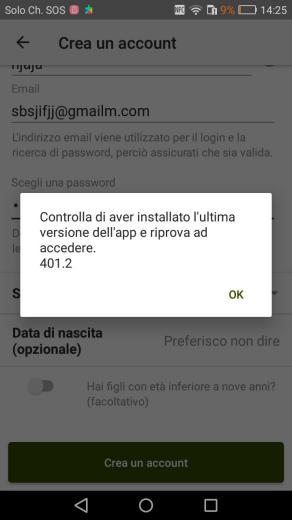 Solo Ch. SOS 9% 14:25
Crea un account
Email
sbsjifjj@gmailm.com
L'indirizzo email viene utilizzato per il login e la
ricerca di password, perciò assicurati che sia valida.
Scegli una password
Controlla di aver installato l'ultima
versione dell'app e riprova ad
accedere.
401.2
OK
Data di nascita
(opzionale)
Preferisco non dire
Hai figli con età inferiore a nove anni?
(facoltativo)
Crea un account